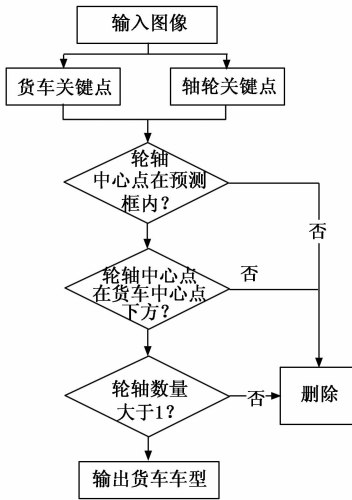 输入图像
货车关键点
轴轮关键点
轮轴
中心点在预测
框内?
否
轮轴中心点
在货车中心点
下方?
否
轮轴数量
大于1?
否
删除
输出货车车型